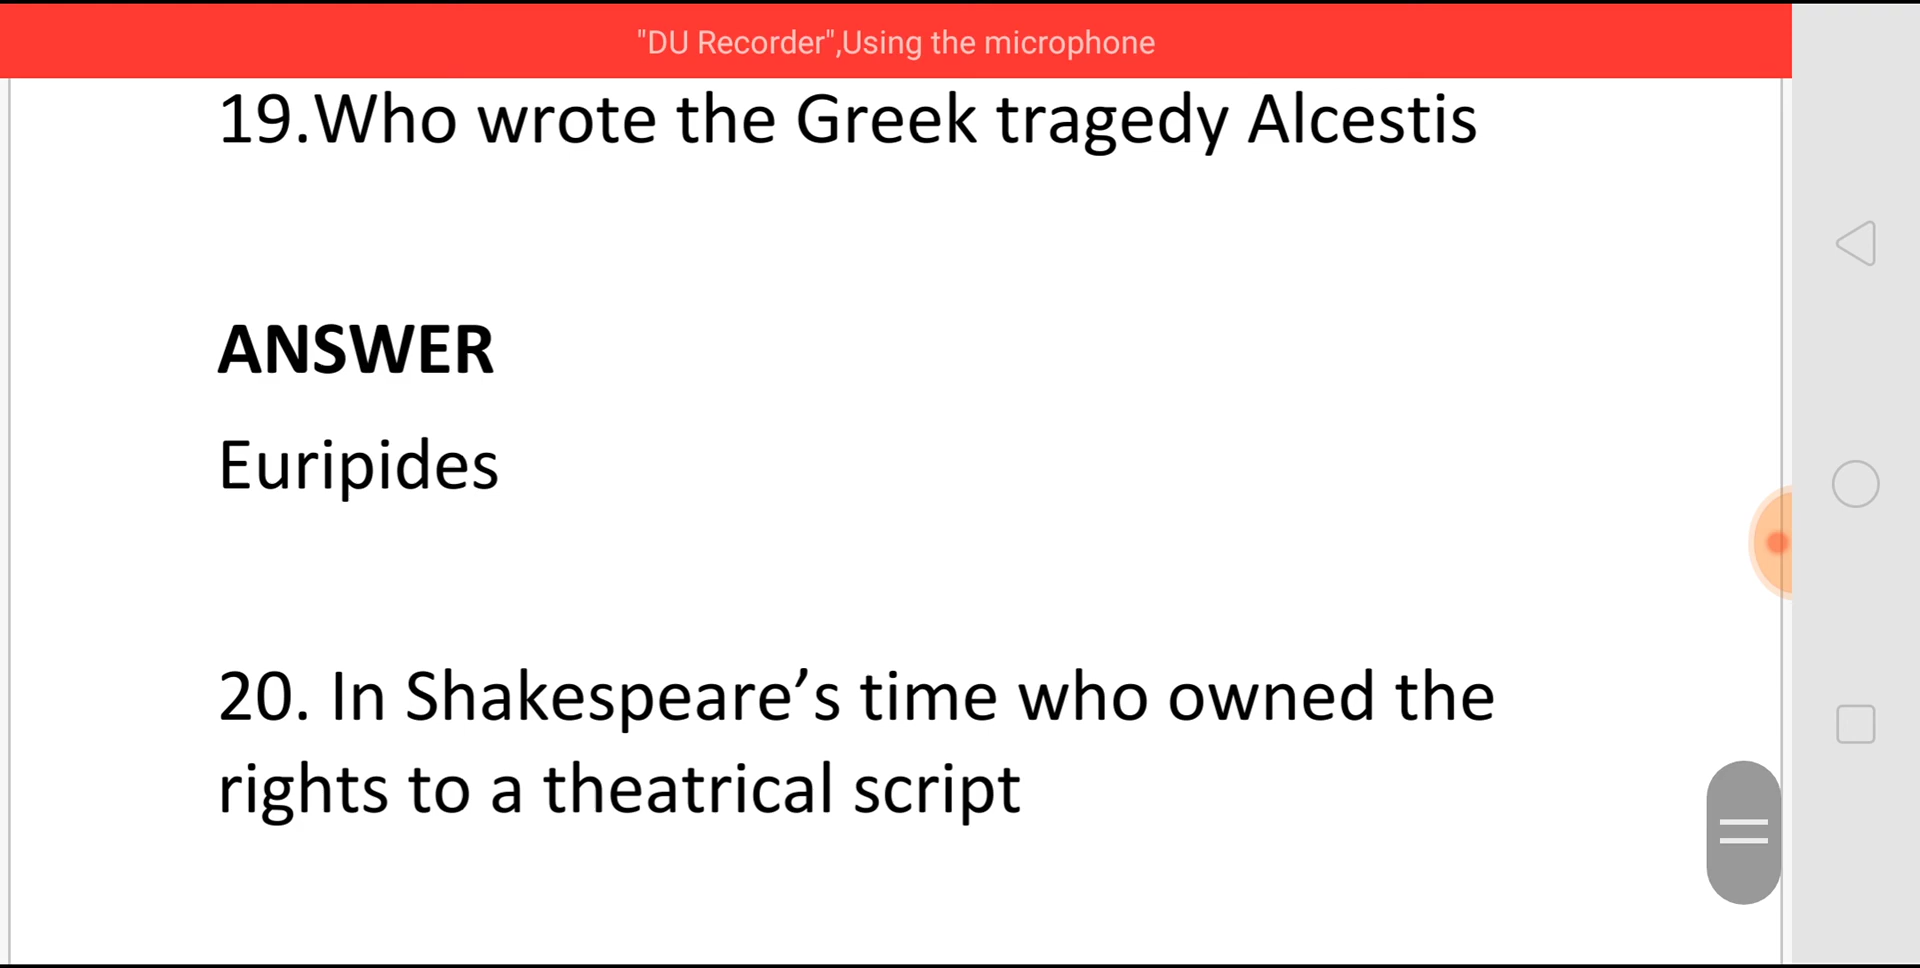 "DU Recorder",Using the microphone
19.Who wrote the Greek tragedy Alcestis
ANSWER
Euripides
20. In Shakespeare’s time who owned the
rights to a theatrical script